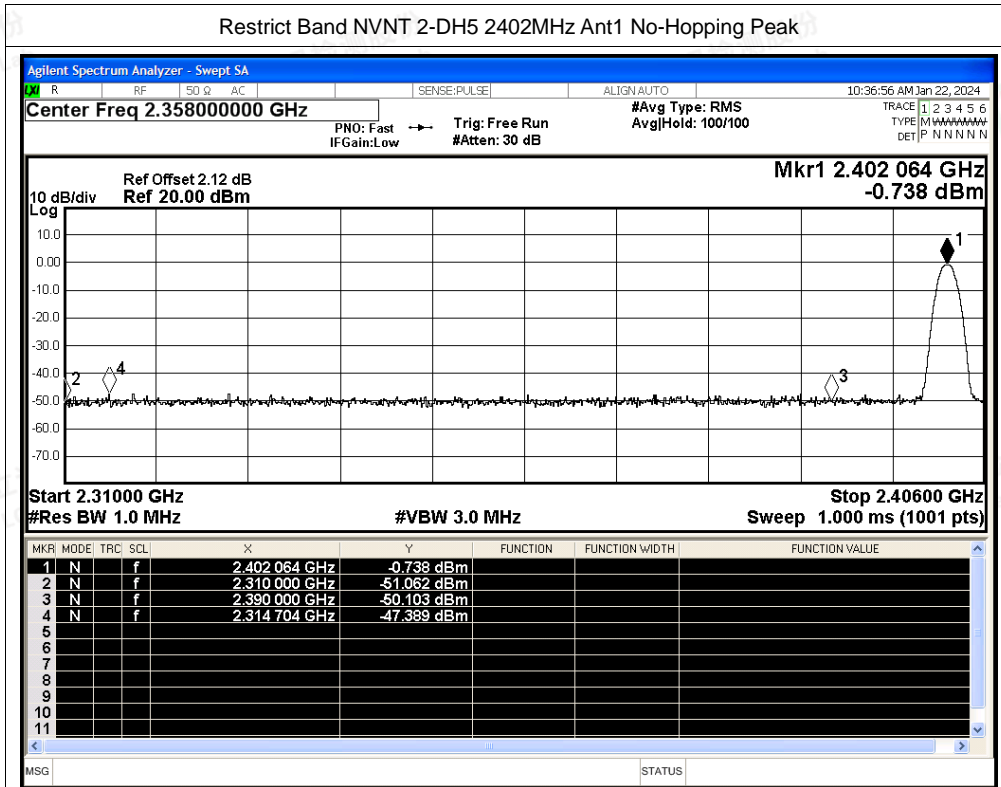 Restrict Band NVNT 2-DH5 2402MHz Ant1 No-Hopping Peak
Agilent Spectrum Analyzer - Swept SA
LXI R RF 50 Ω AC SENSE:PULSE ALIGN AUTO 10:36:56 AM Jan 22, 2024
Center Freq 2.358000000 GHz
PNO: Fast
IFGain:Low
Trig: Free Run
#Atten: 30 dB
#Avg Type: RMS
Avg|Hold: 100/100
TRACE 1 2 3 4 5 6
TYPE M WWWWW
DET P N N N N N
Mkr1 2.402 064 GHz
-0.738 dBm
Ref Offset 2.12 dB
10 dB/div Ref 20.00 dBm
Log
10.0
0.00
-10.0
-20.0
-30.0
-40.0
-50.0
-60.0
-70.0
1
2
4
3
Start 2.31000 GHz Stop 2.40600 GHz
#Res BW 1.0 MHz #VBW 3.0 MHz Sweep 1.000 ms (1001 pts)
MKR MODE TRC SCL X Y FUNCTION FUNCTION WIDTH FUNCTION VALUE
1 N f 2.402 064 GHz -0.738 dBm
2 N f 2.310 000 GHz -51.062 dBm
3 N f 2.390 000 GHz -50.103 dBm
4 N f 2.314 704 GHz -47.389 dBm
5
6
7
8
9
10
11
MSG STATUS